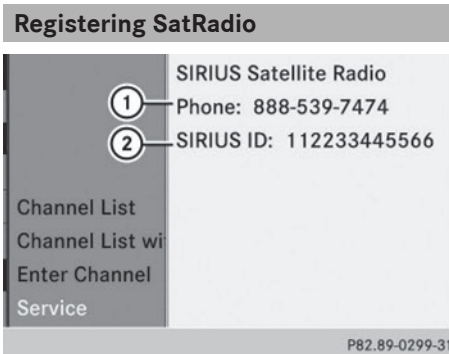 Registering SatRadio
SIRIUS Satellite Radio
1 Phone: 888-539-7474
2 SIRIUS ID: 112233445566
Channel List
Channel List wi
Enter Channel
Service
P82.89-0299-31